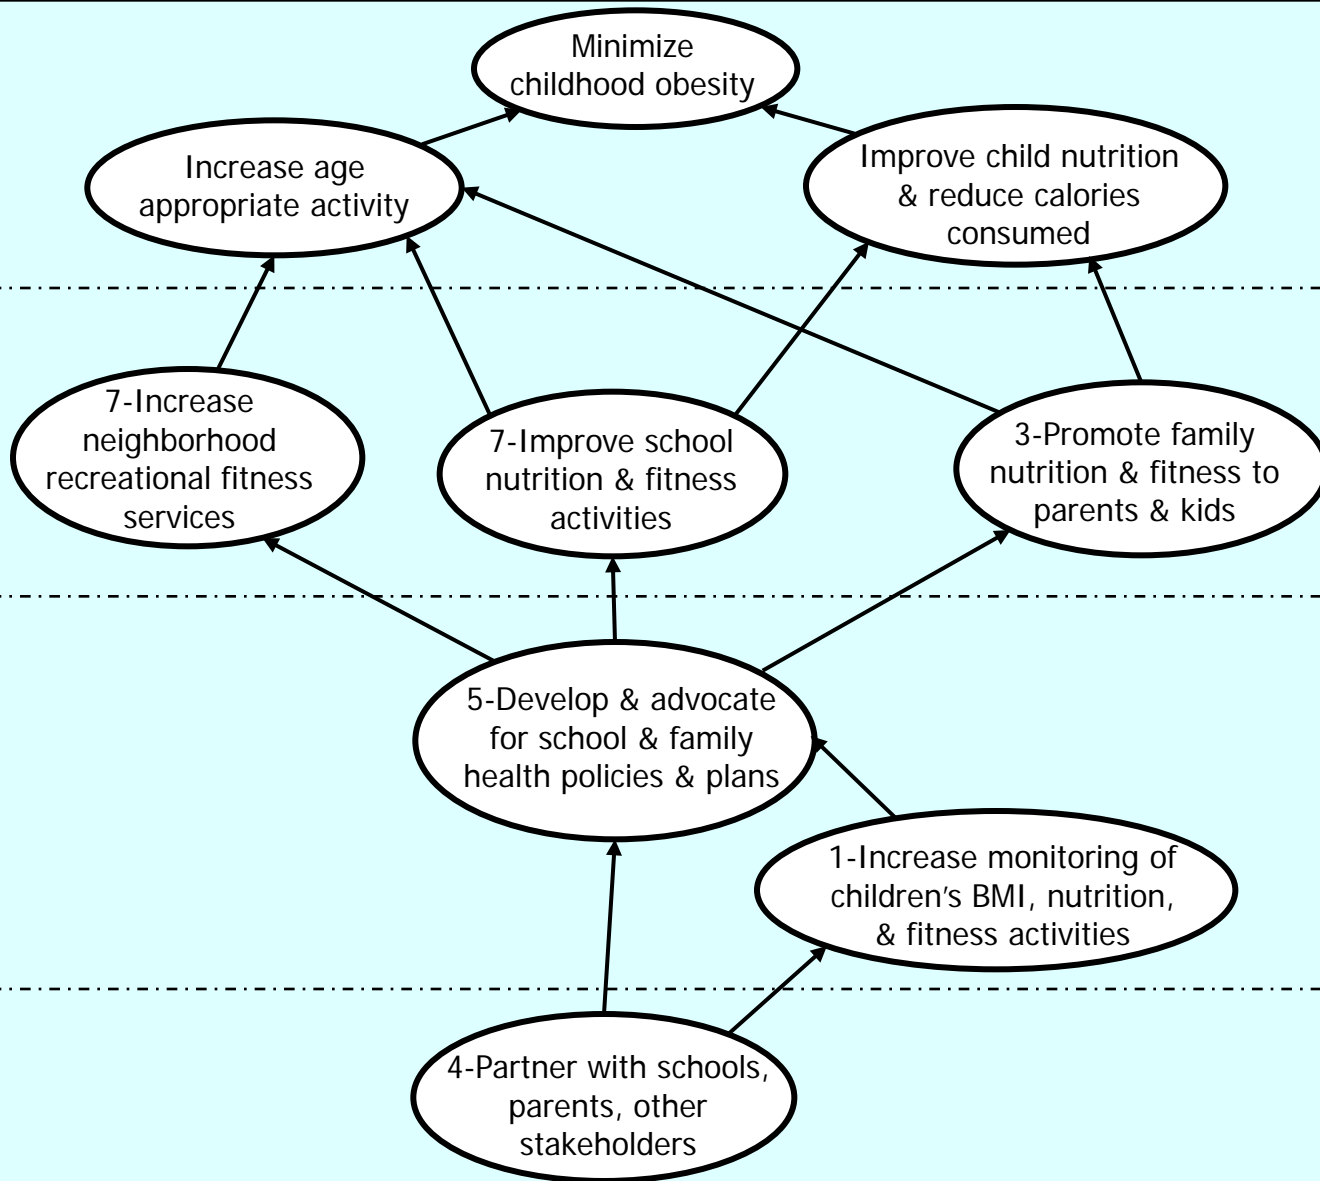 Minimize
childhood obesity
Increase age
appropriate activity
Improve child nutrition
& reduce calories
consumed
7-Increase
neighborhood
recreational fitness
services
7-Improve school
nutrition & fitness
activities
3-Promote family
nutrition & fitness to
parents & kids
5-Develop & advocate
for school & family
health policies & plans
1-Increase monitoring of
children’s BMI, nutrition,
& fitness activities
4-Partner with schools,
parents, other
stakeholders